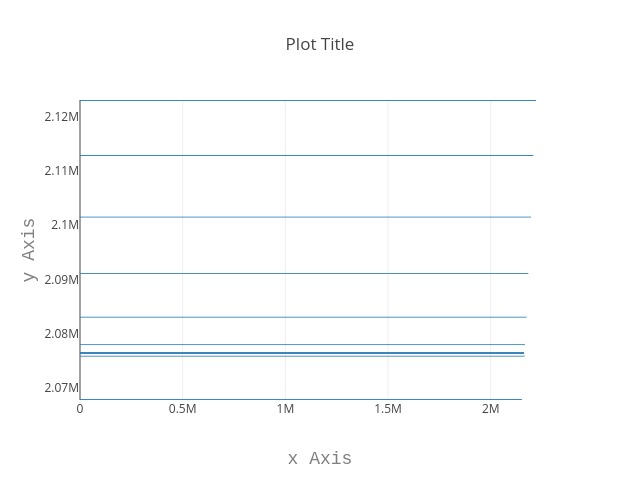 Plot Title
2.12M
2.11M
2.1M
2.09M
2.08M
2.07M
y Axis
0 0.5M 1M 1.5M 2M
x Axis